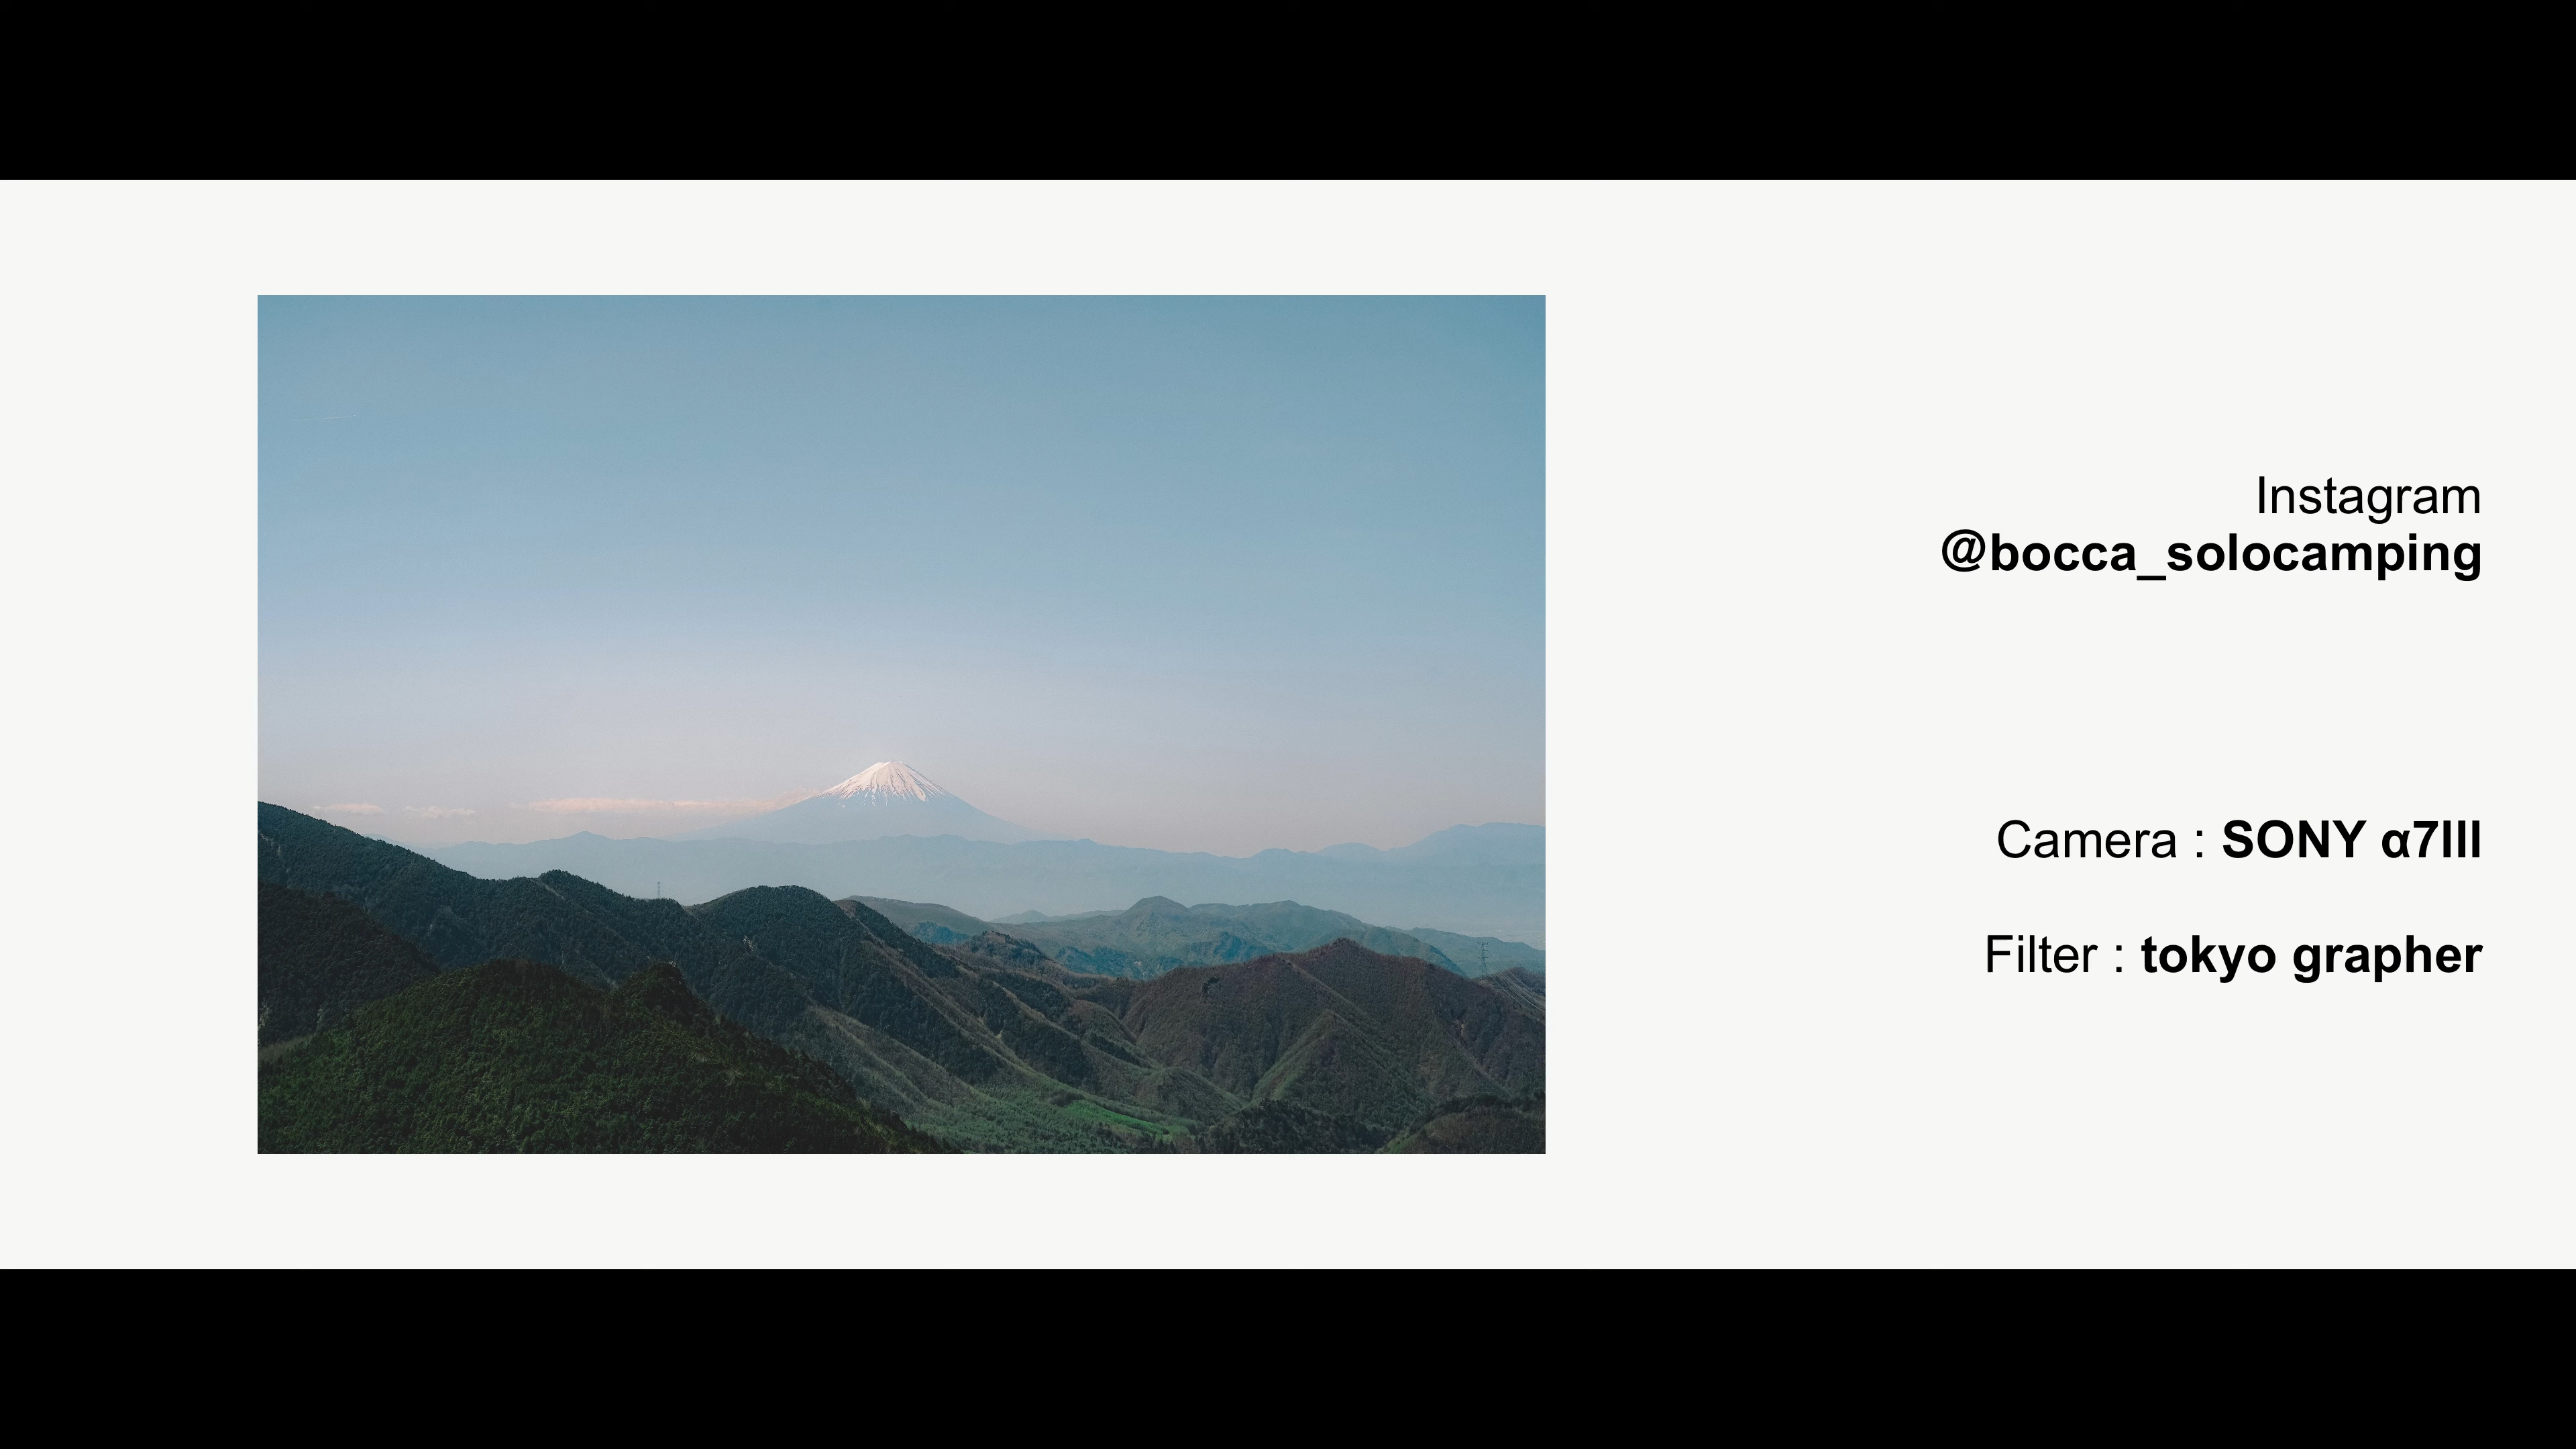 Instagram
@bocca_solocamping
Camera : SONY α7III
Filter : tokyo grapher